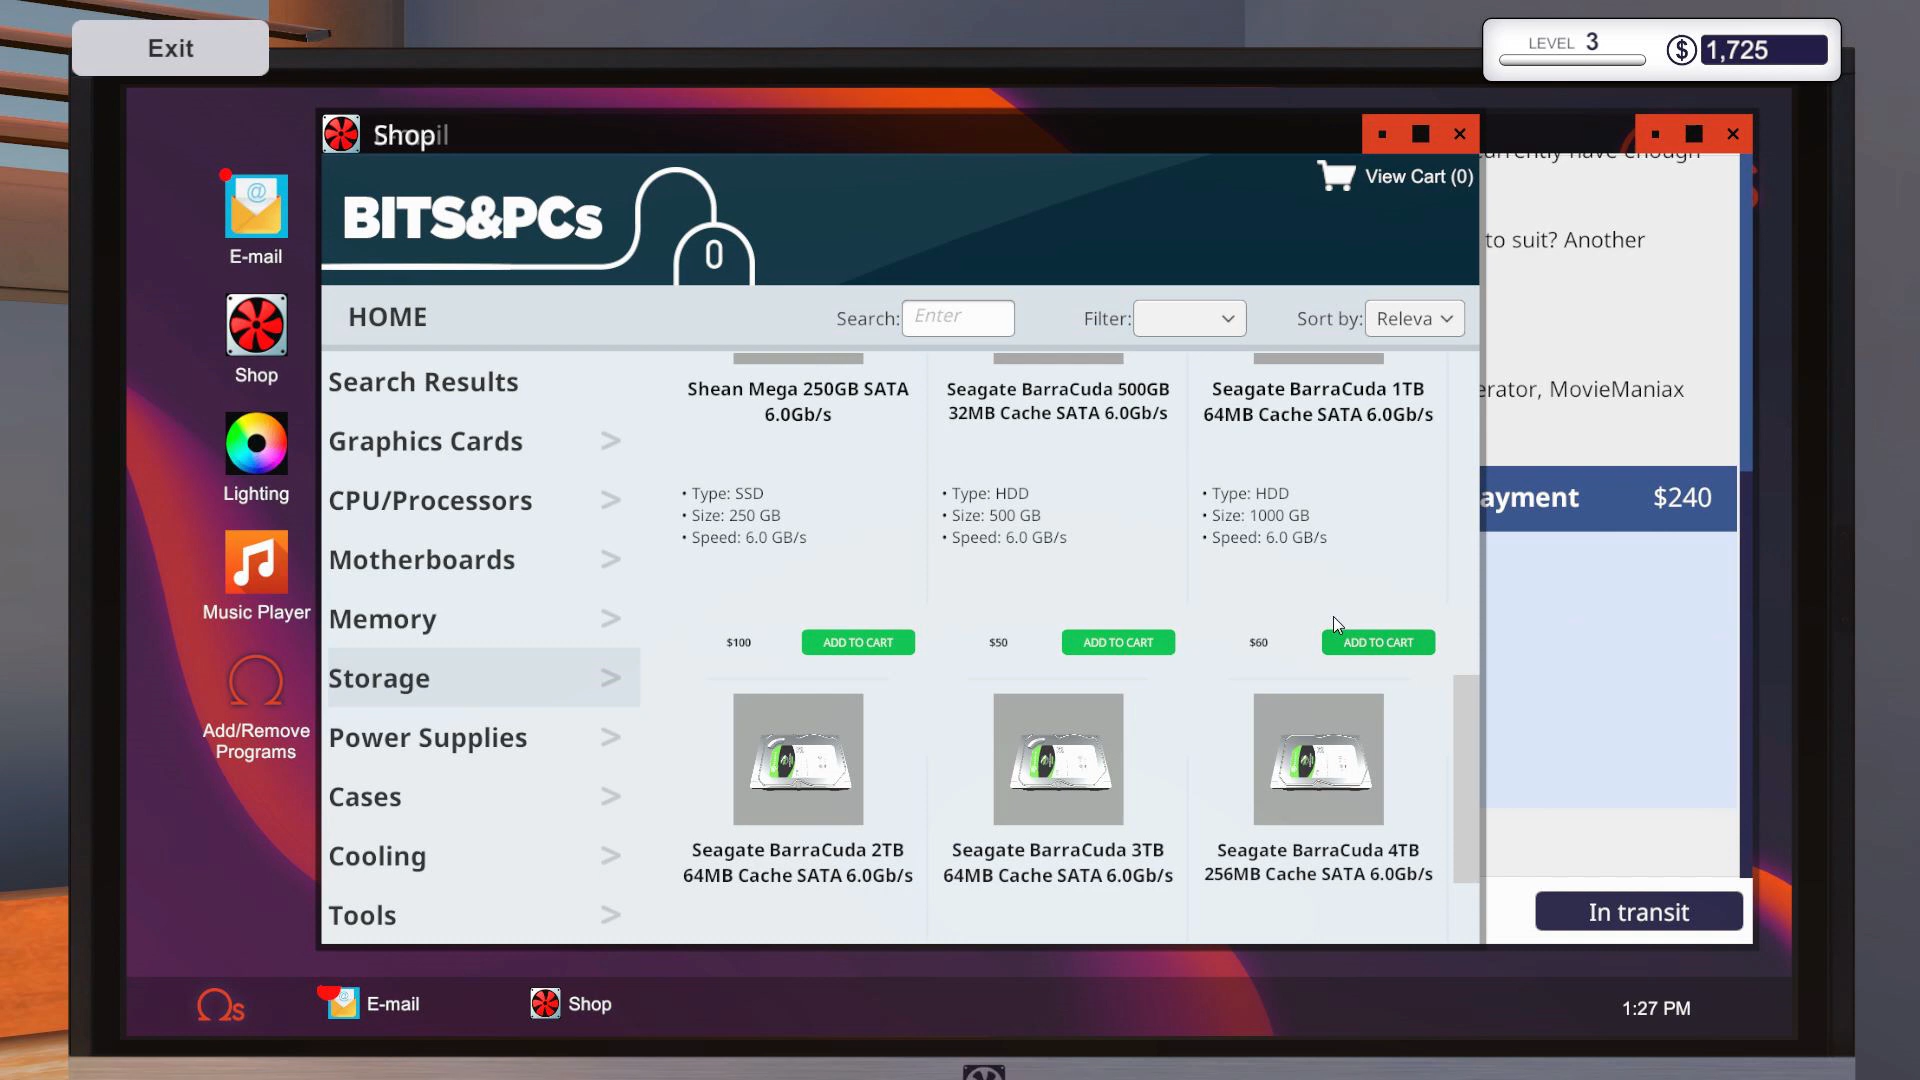 Exit
LEVEL 3
$ 1,725
Shop
View Cart (0)
BITS&PCs
HOME
Search: Enter
Filter:
Sort by: Releva
Search Results
Graphics Cards >
CPU/Processors >
Motherboards >
Memory >
Storage >
Power Supplies >
Cases >
Cooling >
Tools >
Shean Mega 250GB SATA
6.0Gb/s
• Type: SSD
• Size: 250 GB
• Speed: 6.0 GB/s
$100
ADD TO CART
Seagate BarraCuda 500GB
32MB Cache SATA 6.0Gb/s
• Type: HDD
• Size: 500 GB
• Speed: 6.0 GB/s
$50
ADD TO CART
Seagate BarraCuda 1TB
64MB Cache SATA 6.0Gb/s
• Type: HDD
• Size: 1000 GB
• Speed: 6.0 GB/s
$60
ADD TO CART
Seagate BarraCuda 2TB
64MB Cache SATA 6.0Gb/s
Seagate BarraCuda 3TB
64MB Cache SATA 6.0Gb/s
Seagate BarraCuda 4TB
256MB Cache SATA 6.0Gb/s
currently have enough
to suit? Another
erator, MovieManiax
ayment $240
In transit
E-mail
Shop
Lighting
Music Player
Add/Remove
Programs
Ωs
E-mail
Shop
1:27 PM